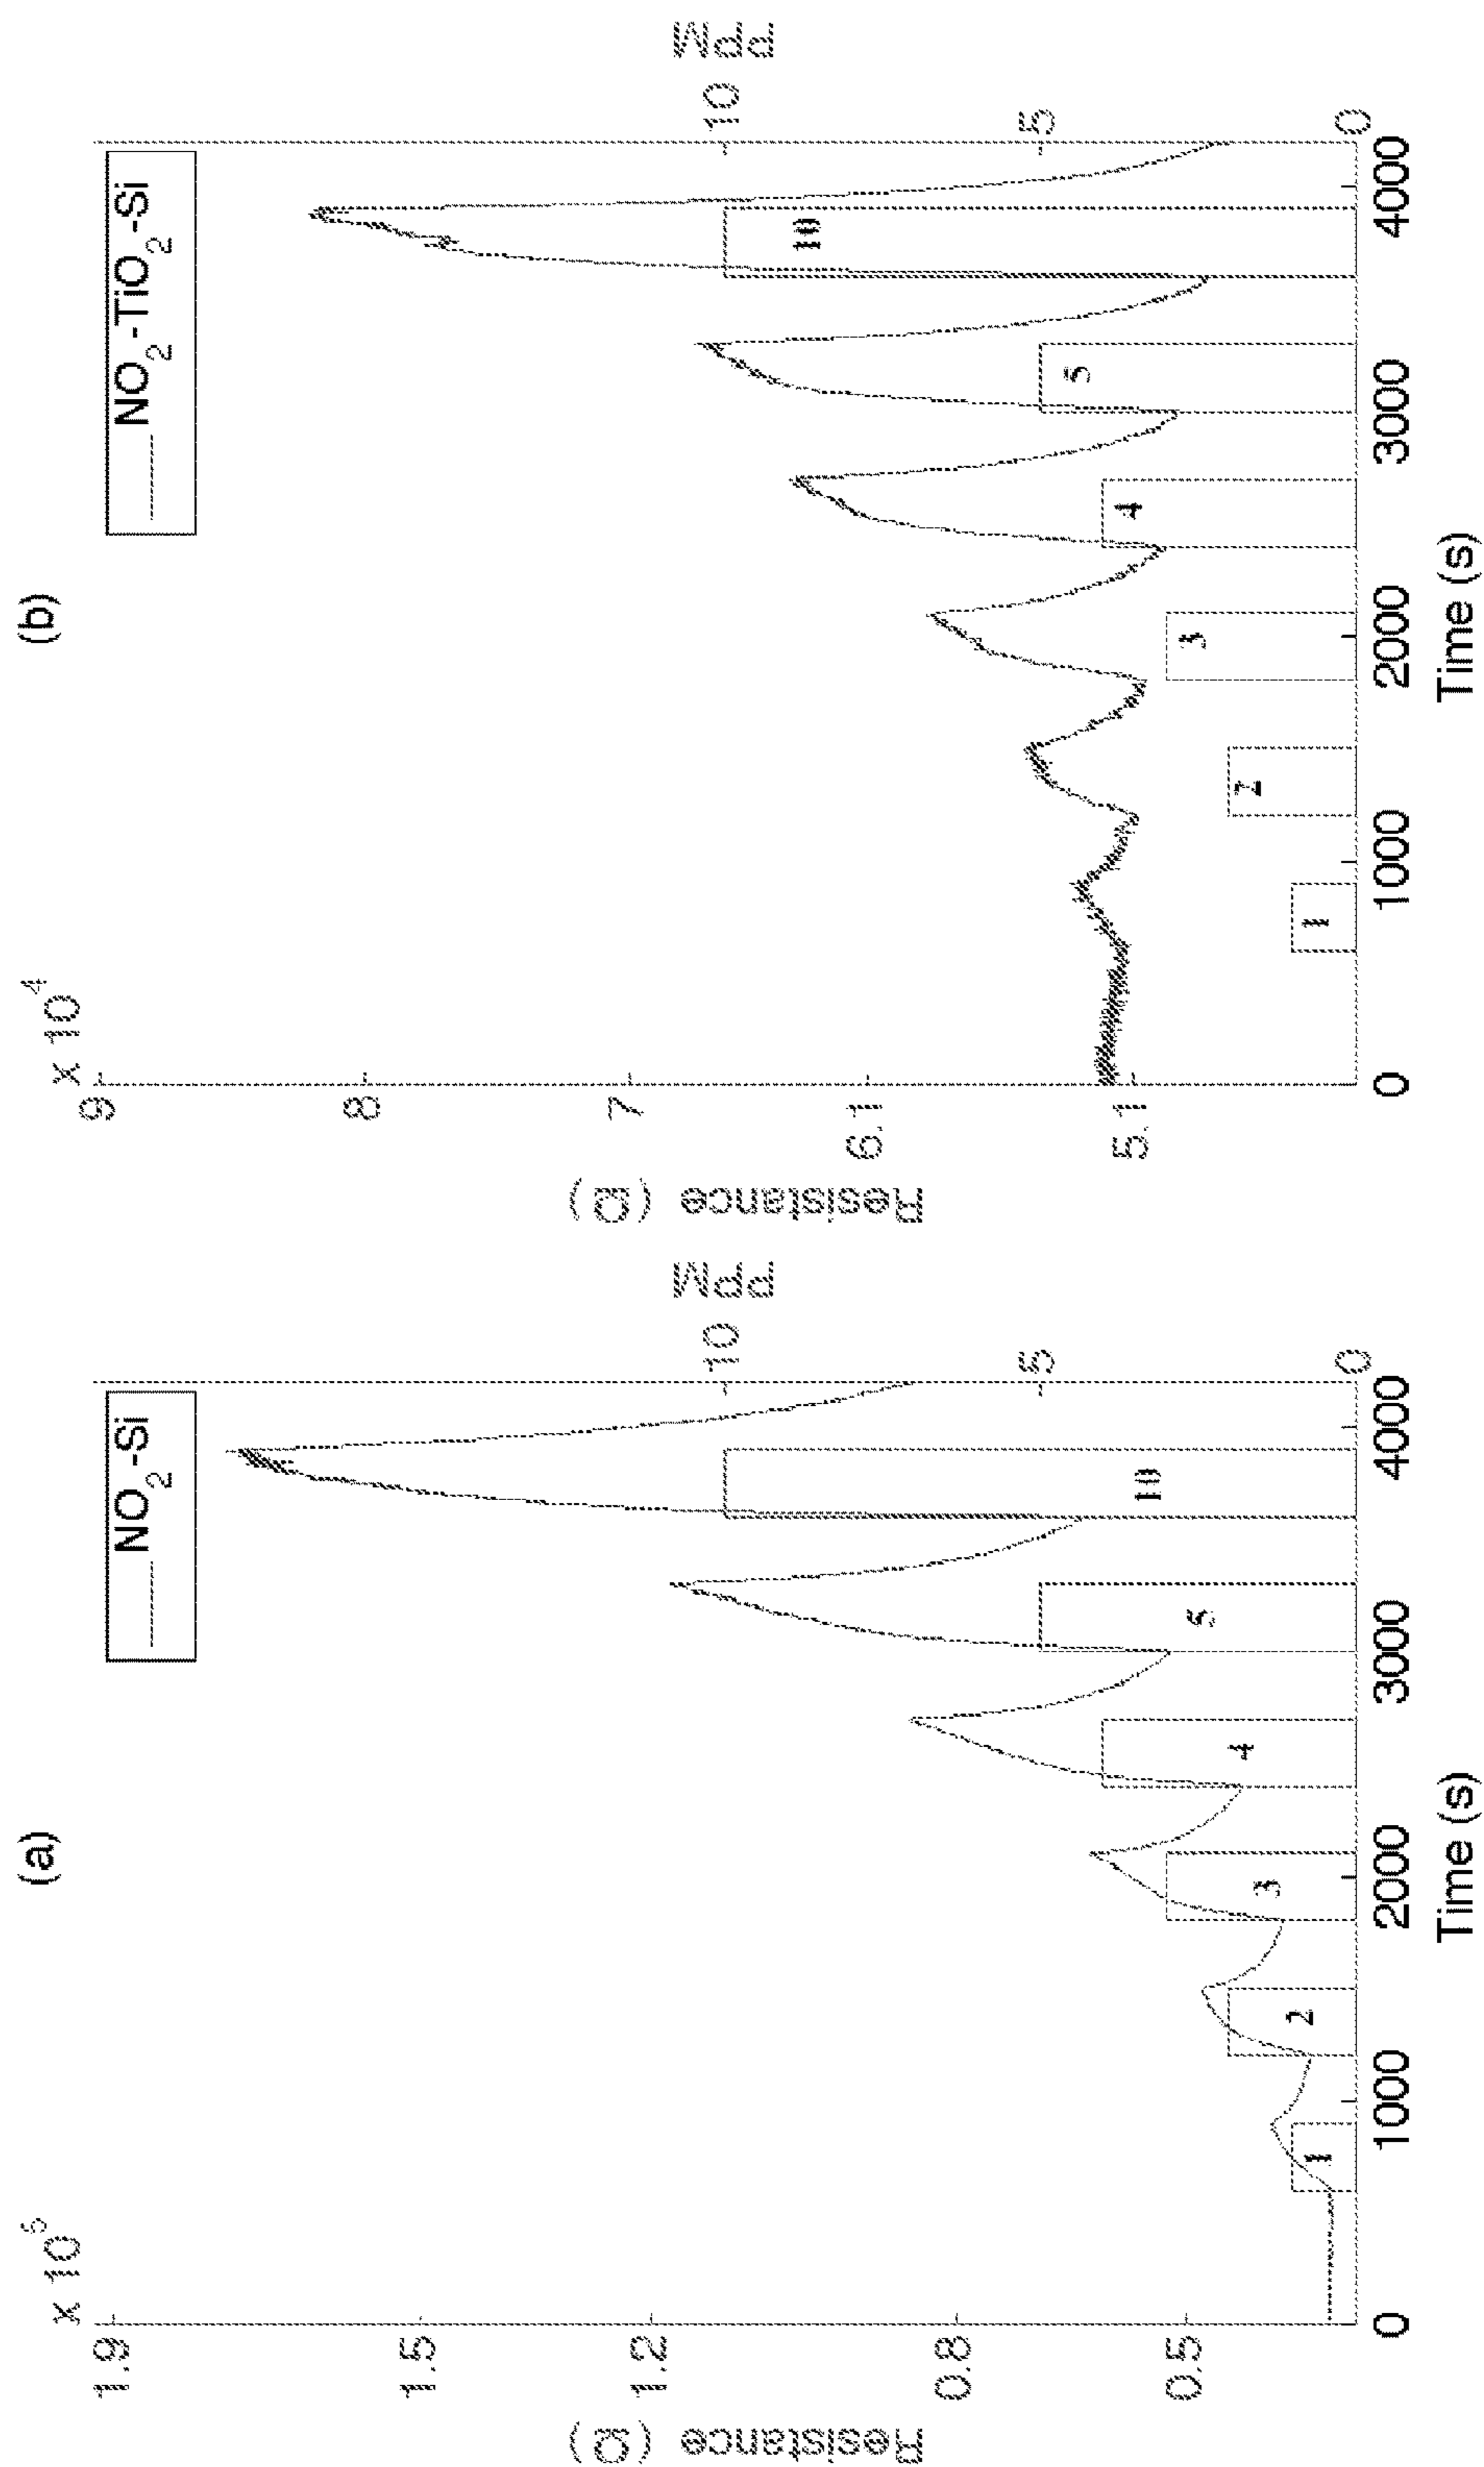 (a)
x 10^5
NO2-Si
Resistance (Ω)
1.9
1.5
1.2
0.8
0.5
PPM
10
5
0
1
2
3
4
5
10
0 1000 2000 3000 4000
Time (s)
(b)
x 10^4
NO2-TiO2-Si
Resistance (Ω)
9
8
7
6.1
5.1
PPM
10
5
0
1
2
3
4
5
10
0 1000 2000 3000 4000
Time (s)